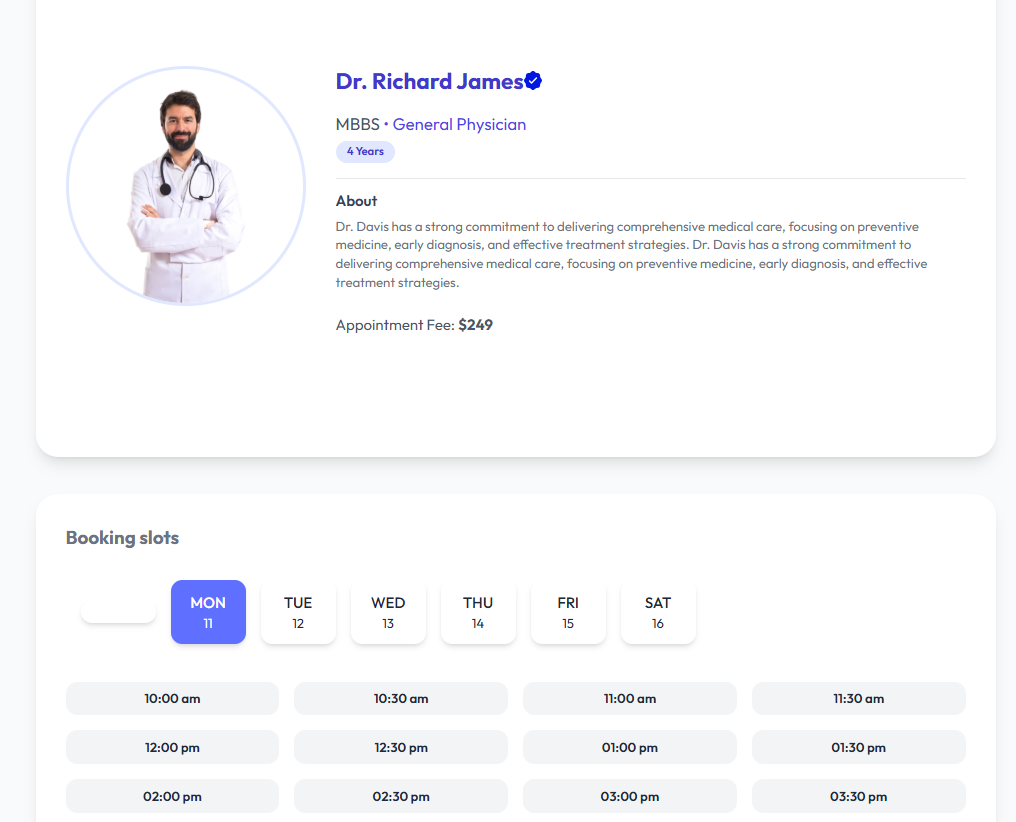 Dr. Richard James
MBBS • General Physician
4 Years
About
Dr. Davis has a strong commitment to delivering comprehensive medical care, focusing on preventive
medicine, early diagnosis, and effective treatment strategies. Dr. Davis has a strong commitment to
delivering comprehensive medical care, focusing on preventive medicine, early diagnosis, and effective
treatment strategies.
Appointment Fee: $249
Booking slots
MON TUE WED THU FRI SAT
11 12 13 14 15 16
10:00 am 10:30 am 11:00 am 11:30 am
12:00 pm 12:30 pm 01:00 pm 01:30 pm
02:00 pm 02:30 pm 03:00 pm 03:30 pm